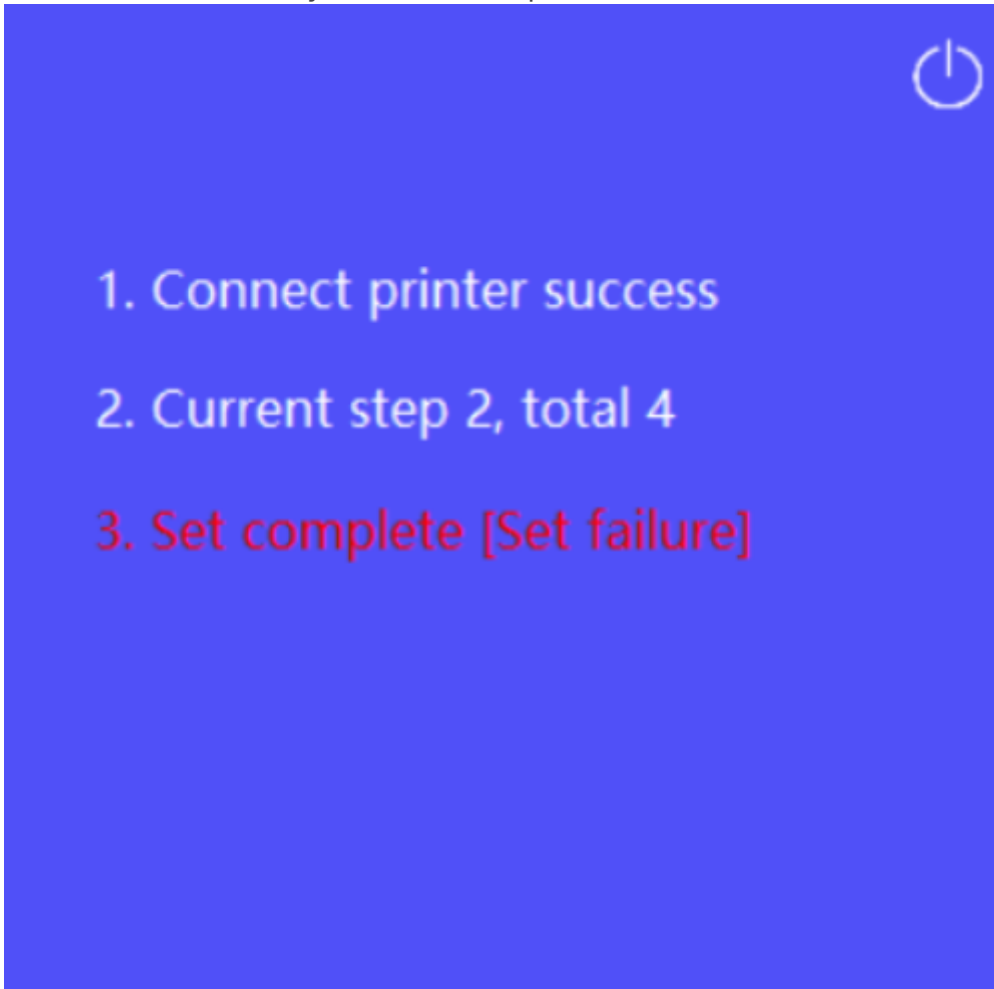 1. Connect printer success
2. Current step 2, total 4
3. Set complete [Set failure]